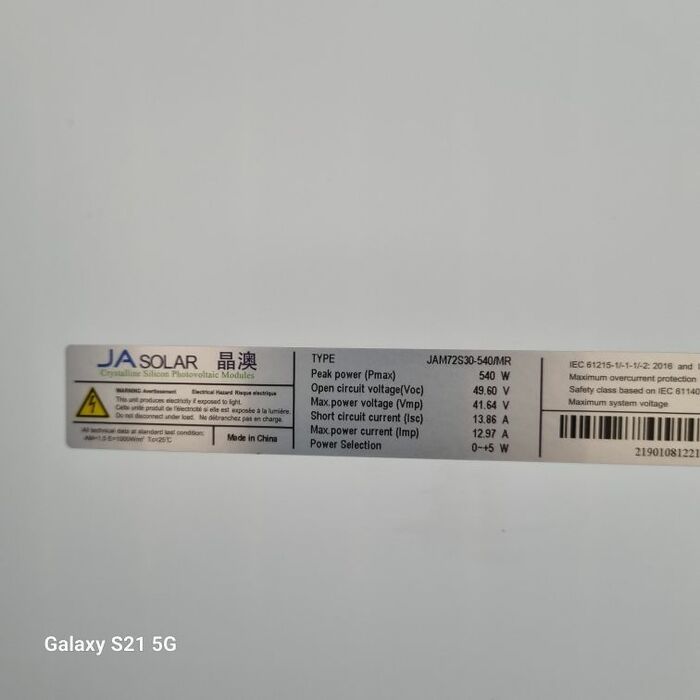 JA SOLAR 晶澳
Crystalline Silicon Photovoltaic Modules
WARNING Avertissement Electrical Hazard Risque électrique
This unit produces electricity if exposed to light.
Cette unité produit de l'électricité si elle est exposée à la lumière.
Do not disconnect under load. Ne débranchez pas en charge.
All technical data at standard test condition:
AM=1.5 E=1000W/m² Tc=25℃
Made in China
TYPE JAM72S30-540/MR
Peak power (Pmax) 540 W
Open circuit voltage(Voc) 49.60 V
Max.power voltage (Vmp) 41.64 V
Short circuit current (Isc) 13.86 A
Max.power current (Imp) 12.97 A
Power Selection 0~+5 W
IEC 61215-1/-1-1/-2: 2016 and
Maximum overcurrent protection
Safety class based on IEC 61140
Maximum system voltage
21901081221
Galaxy S21 5G